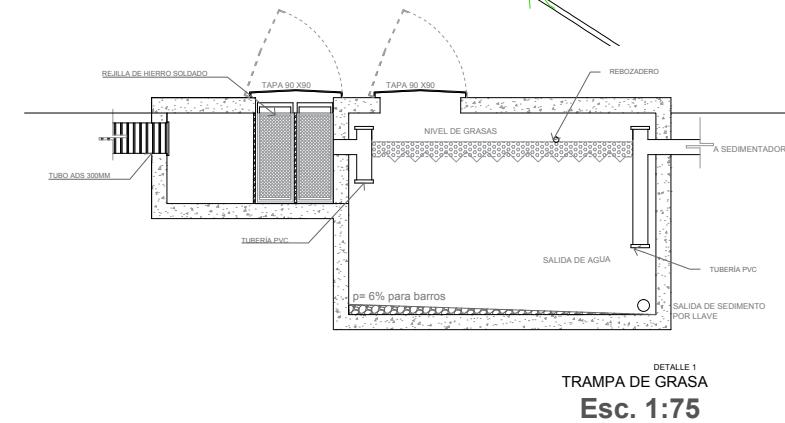 REJILLA DE HIERRO SOLDADO
TAPA 90 X90
TAPA 90 X90
REBOZADERO
NIVEL DE GRASAS
A SEDIMENTADOR
TUBO ADS 300MM
TUBERÍA PVC
SALIDA DE AGUA
TUBERÍA PVC
p= 6% para barros
SALIDA DE SEDIMENTO
POR LLAVE
DETALLE 1
TRAMPA DE GRASA
Esc. 1:75